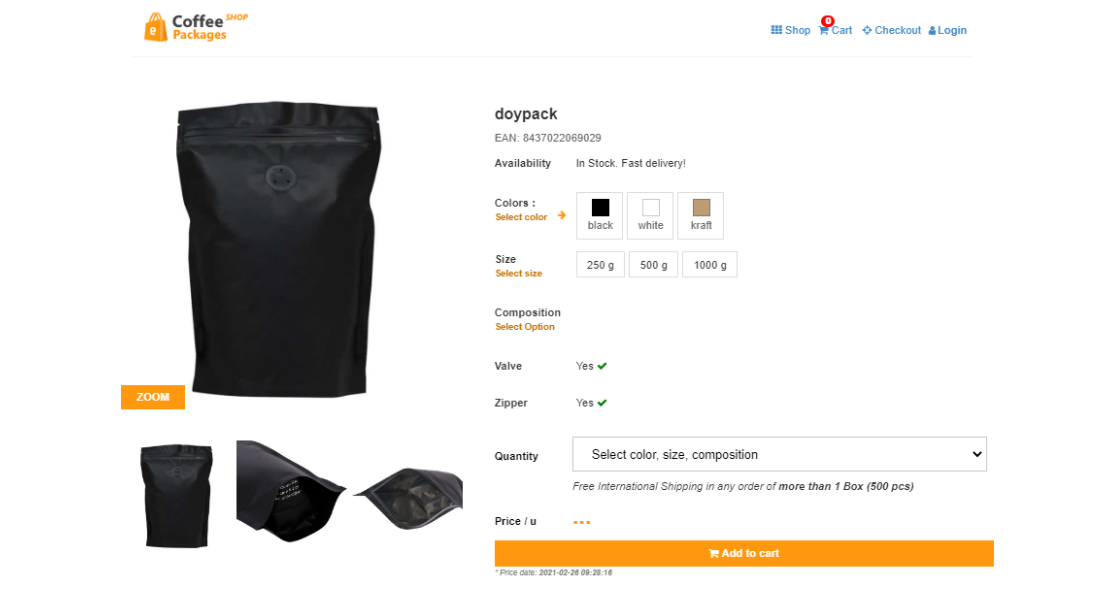 Coffee SHOP
Packages
Shop
0
Cart
Checkout
Login
doypack
EAN: 8437022069029
Availability In Stock. Fast delivery!
Colors :
Select color
black white kraft
Size
Select size
250 g 500 g 1000 g
Composition
Select Option
Valve Yes
ZOOM
Zipper Yes
Quantity Select color, size, composition
Free International Shipping in any order of more than 1 Box (500 pcs)
Price / u ---
Add to cart
* Price date: 2021-02-26 09:28:16